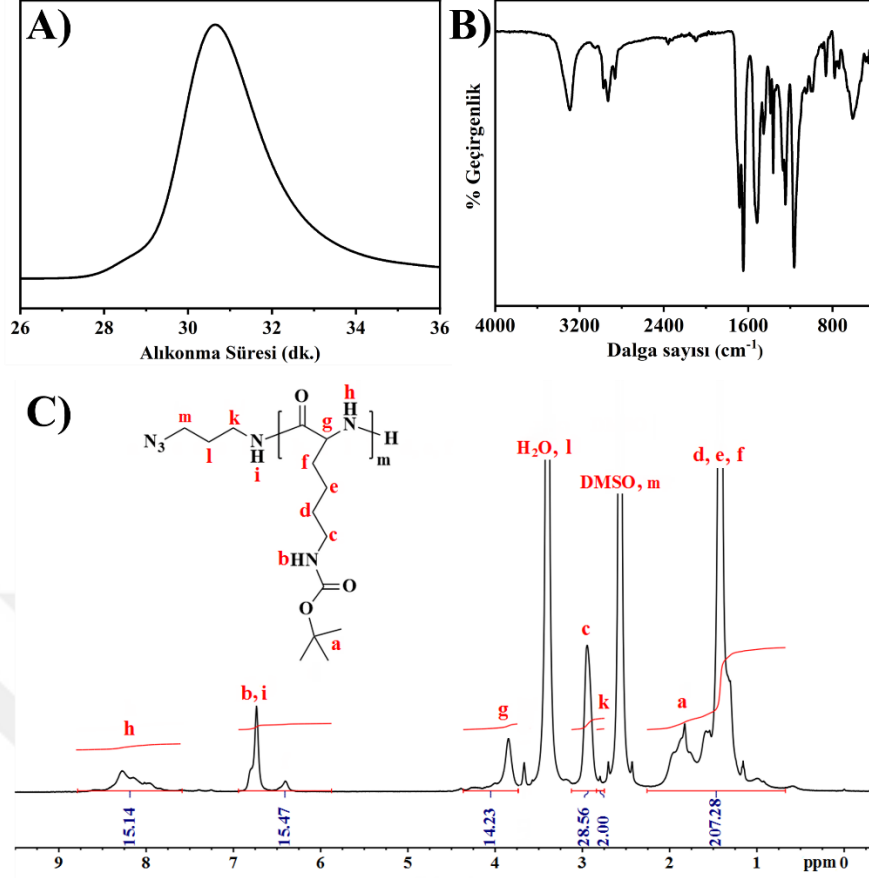 A)
26 28 30 32 34 36
Alıkonma Süresi (dk.)
B)
% Geçirgenlik
4000 3200 2400 1600 800
Dalga sayısı (cm-1)
C)
O
h
H
N
H
m
g
N3
m
l
k
N
H
i
f
e
d
c
b HN
O
O
a
H2O, l
DMSO, m
d, e, f
h
b, i
g
c
k
a
15.14
15.47
14.23
28.56
2.00
207.28
9 8 7 6 5 4 3 2 1 ppm 0